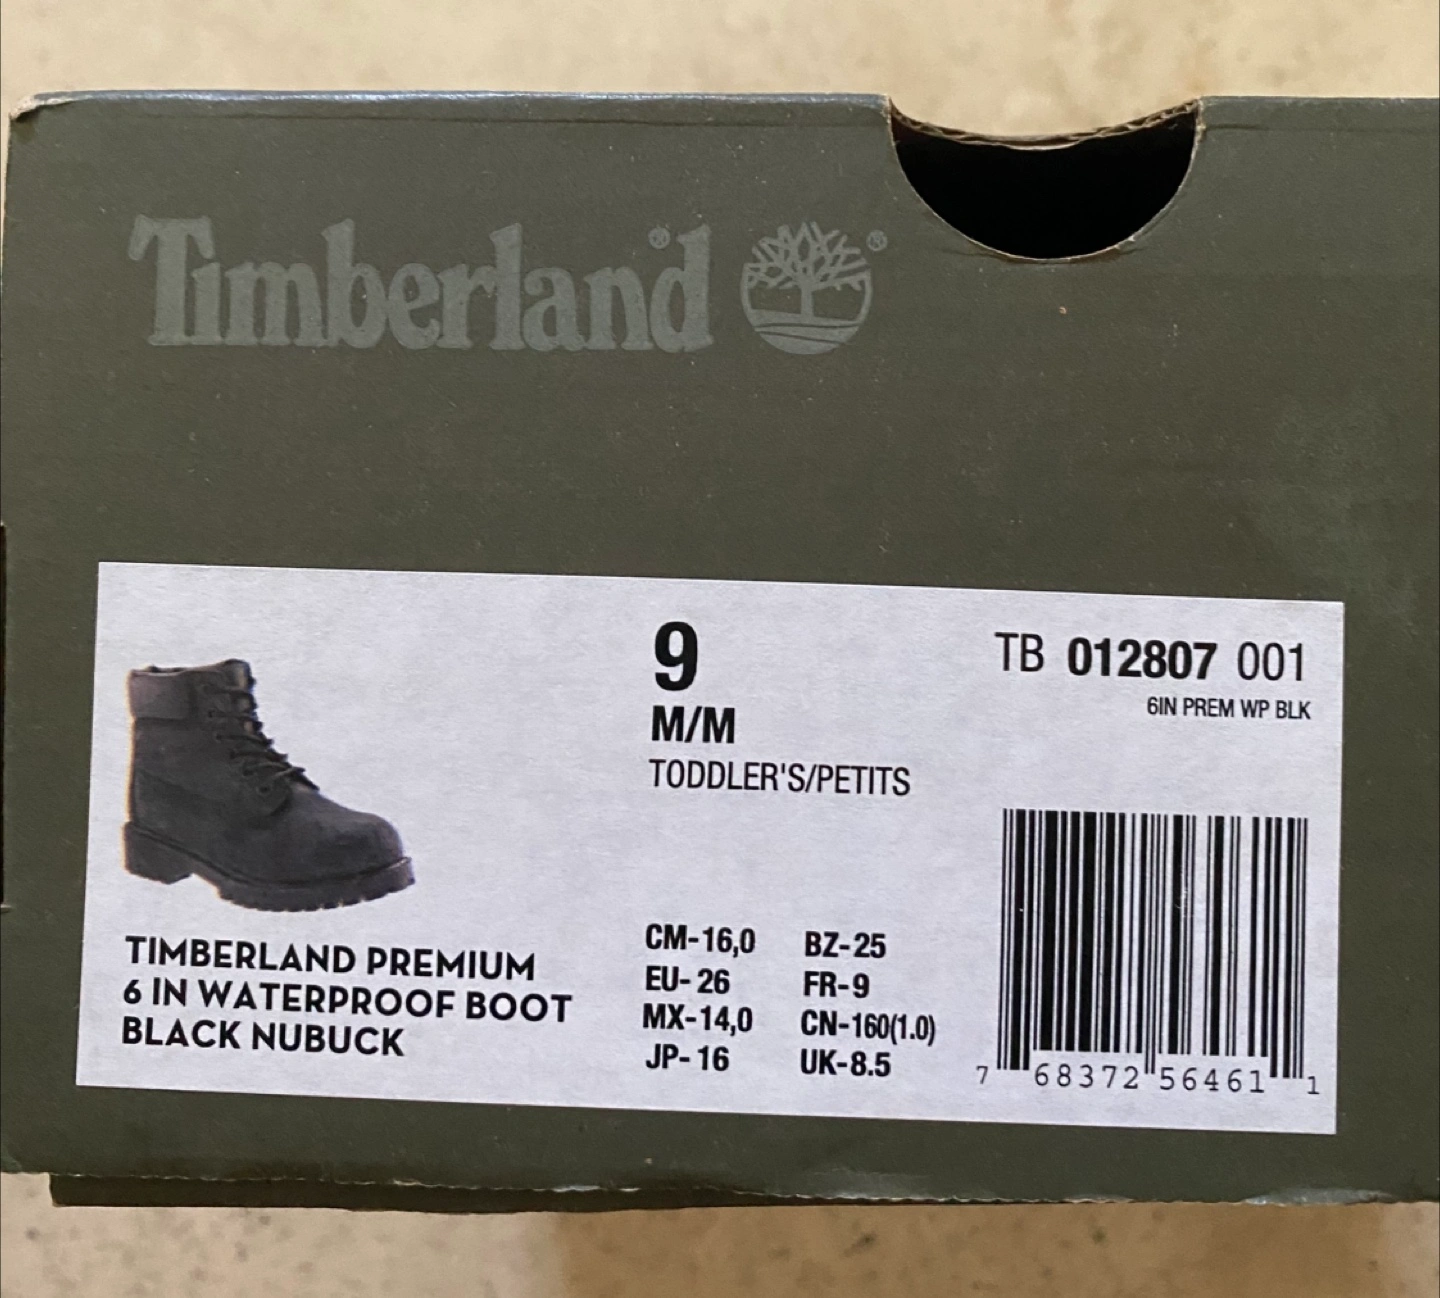 Timberland®
®
9
M/M
TODDLER'S/PETITS
TB 012807 001
6IN PREM WP BLK
TIMBERLAND PREMIUM
6 IN WATERPROOF BOOT
BLACK NUBUCK
CM-16,0 BZ-25
EU-26 FR-9
MX-14,0 CN-160(1.0)
JP-16 UK-8.5
7 68372 56461 1